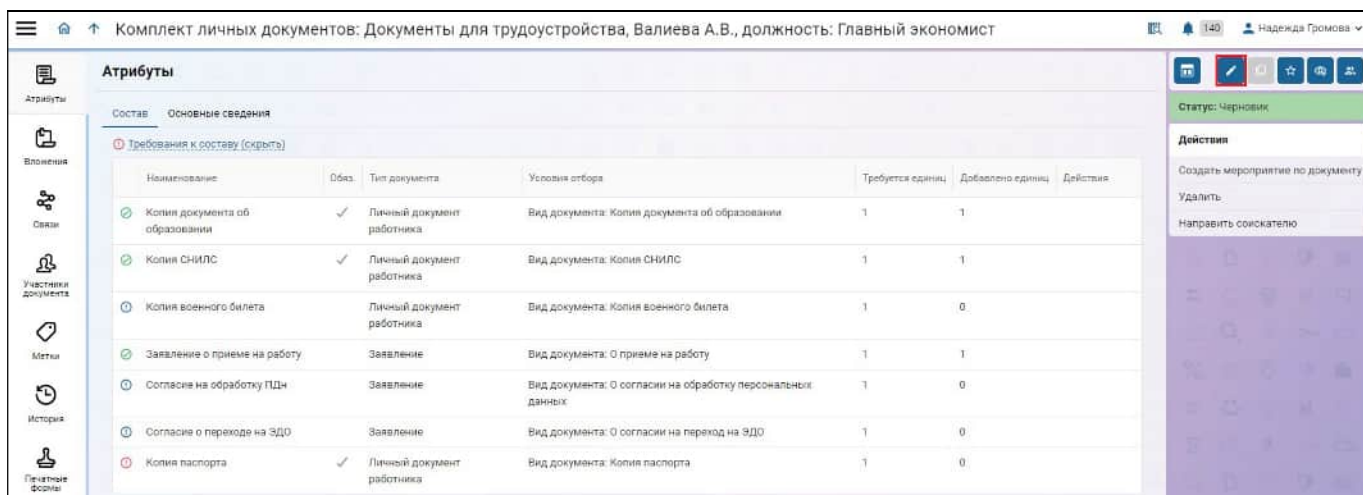 Комплект личных документов: Документы для трудоустройства, Валиева А.В., должность: Главный экономист
140
Надежда Громова
Атрибуты
Вложения
Связи
Участники
документа
Метки
История
Печатные
формы
Атрибуты
Состав Основные сведения
Требования к составу (скрыть)
Наименование Обяз. Тип документа Условия отбора Требуется единиц Добавлено единиц Действия
Копия документа об
образовании
Личный документ
работника
Вид документа: Копия документа об образовании 1 1
Копия СНИЛС
Личный документ
работника
Вид документа: Копия СНИЛС 1 1
Копия военного билета
Личный документ
работника
Вид документа: Копия военного билета 1 0
Заявление о приеме на работу Заявление Вид документа: О приеме на работу 1 1
Согласие на обработку ПДн Заявление
Вид документа: О согласии на обработку персональных
данных
1 0
Согласие о переходе на ЭДО Заявление Вид документа: О согласии на переход на ЭДО 1 0
Копия паспорта
Личный документ
работника
Вид документа: Копия паспорта 1 0
Статус: Черновик
Действия
Создать мероприятие по документу
Удалить
Направить соискателю